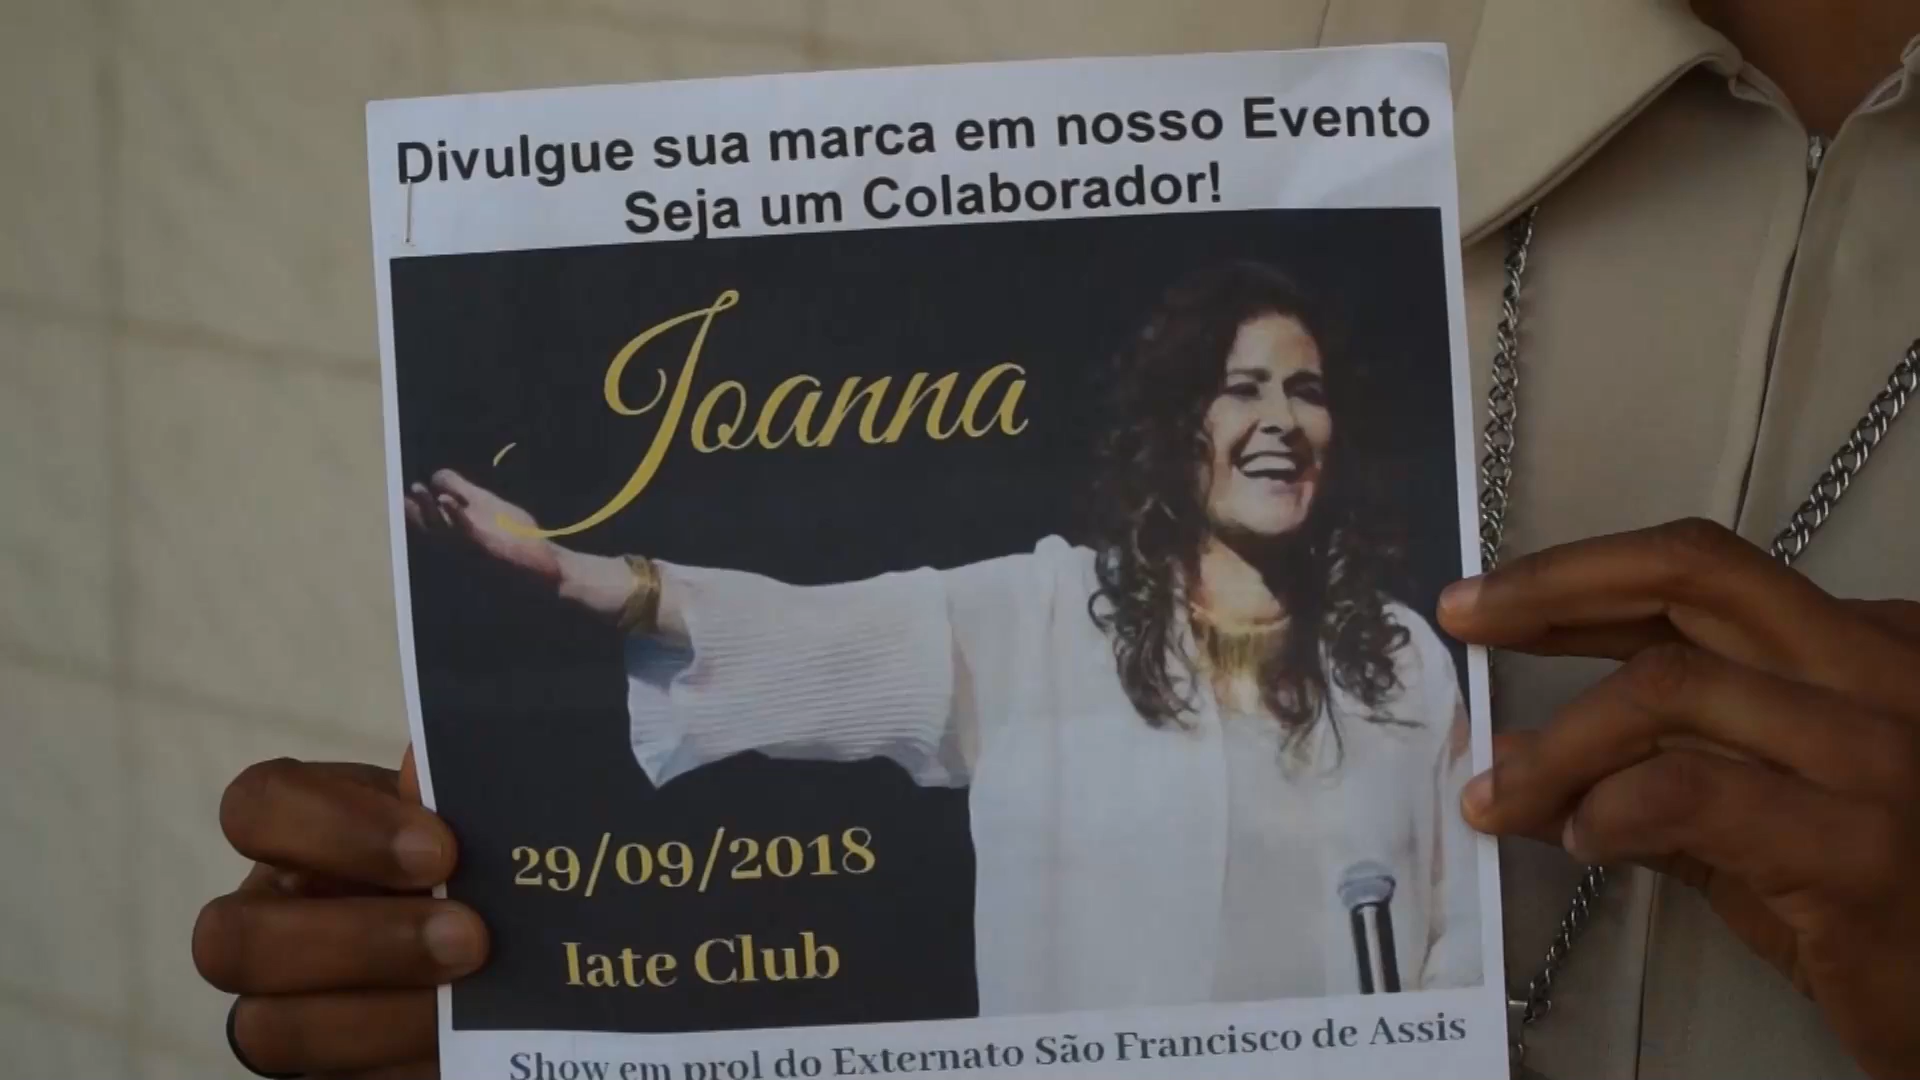 Divulgue sua marca em nosso Evento
Seja um Colaborador!
Joanna
29/09/2018
Iate Club
Show em prol do Externato São Francisco de Assis